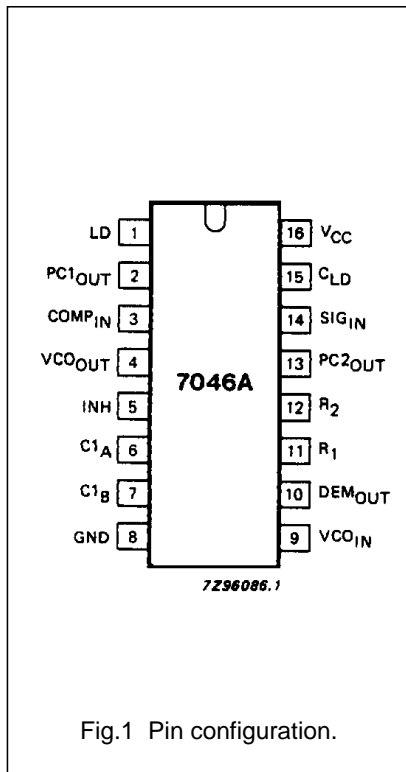 LD 1 16 VCC
PC1OUT 2 15 CLD
COMPIN 3 14 SIGIN
VCOOUT 4 13 PC2OUT
7046A
INH 5 12 R2
C1A 6 11 R1
C1B 7 10 DEMOUT
GND 8 9 VCOIN
7Z96086.1
Fig.1 Pin configuration.